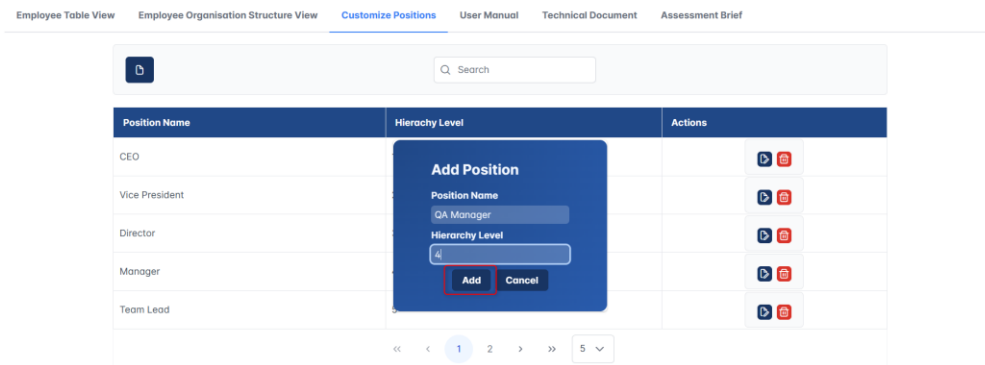 Employee Table View Employee Organisation Structure View Customize Positions User Manual Technical Document Assessment Brief
Search
Position Name Hierachy Level Actions
CEO
Vice President
Director
Manager
Team Lead
Add Position
Position Name
QA Manager
Hierarchy Level
4
Add Cancel
<< < 1 2 > >> 5